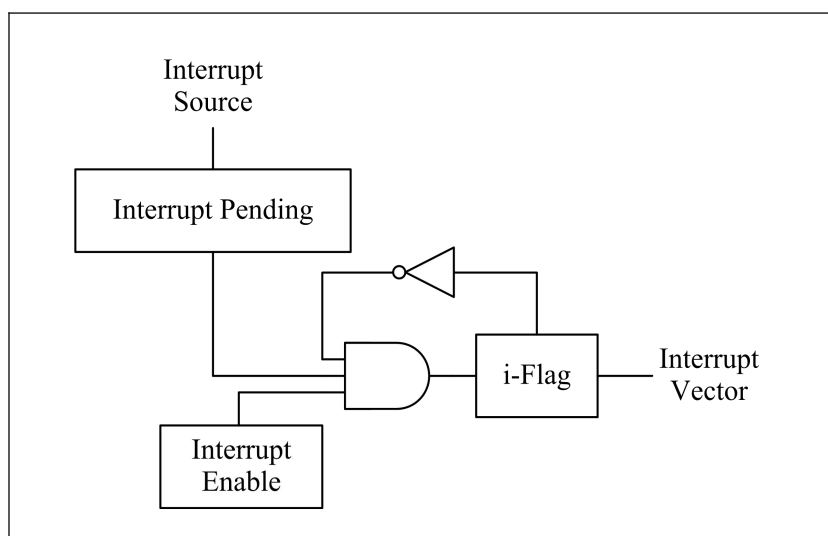 Interrupt
Source
Interrupt Pending
i-Flag
Interrupt
Vector
Interrupt
Enable